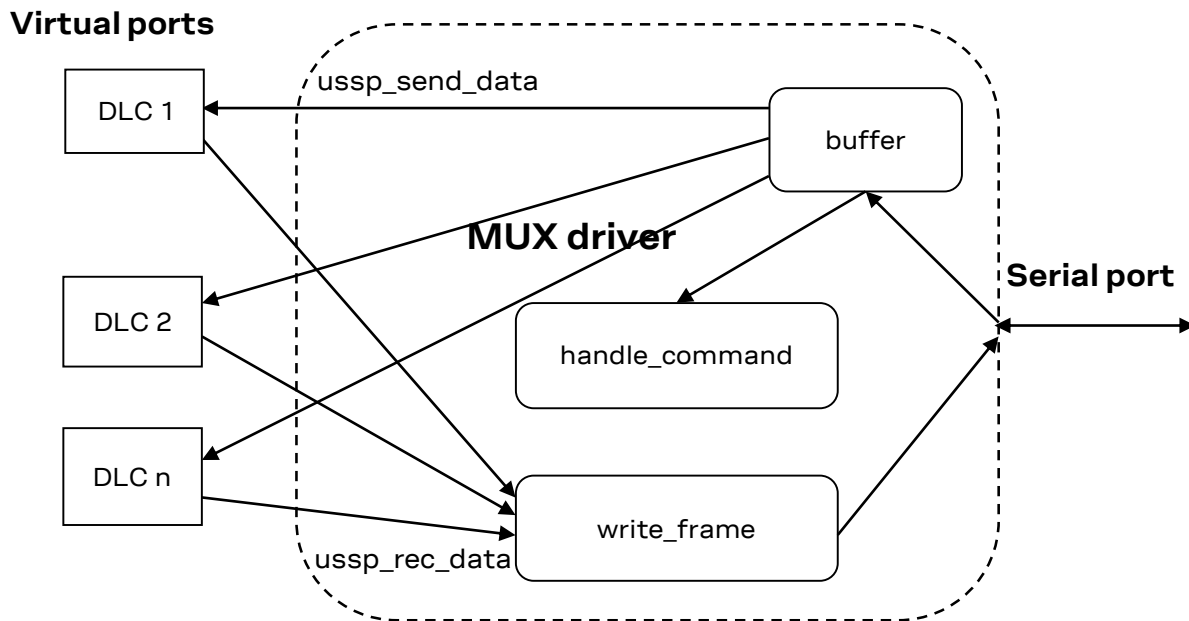 Virtual ports
ussp_send_data
DLC 1
buffer
MUX driver
Serial port
DLC 2
handle_command
DLC n
write_frame
ussp_rec_data